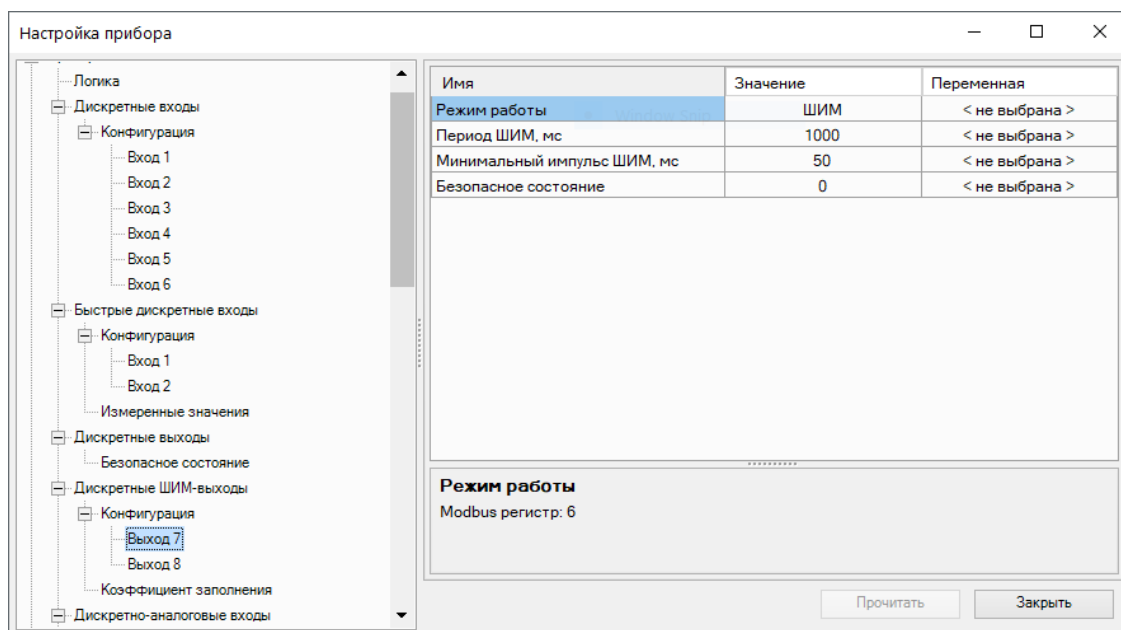 Настройка прибора
Логика
Дискретные входы
Конфигурация
Вход 1
Вход 2
Вход 3
Вход 4
Вход 5
Вход 6
Быстрые дискретные входы
Конфигурация
Вход 1
Вход 2
Измеренные значения
Дискретные выходы
Безопасное состояние
Дискретные ШИМ-выходы
Конфигурация
Выход 7
Выход 8
Коэффициент заполнения
Дискретно-аналоговые входы
Имя Значение Переменная
Режим работы ШИМ < не выбрана >
Период ШИМ, мс 1000 < не выбрана >
Минимальный импульс ШИМ, мс 50 < не выбрана >
Безопасное состояние 0 < не выбрана >
Window Snip
Режим работы
Modbus регистр: 6
Прочитать Закрыть